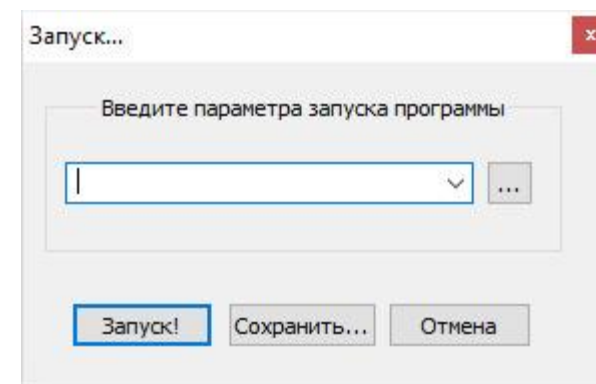 Запуск...
x
Введите параметра запуска программы
...
Запуск!
Сохранить...
Отмена